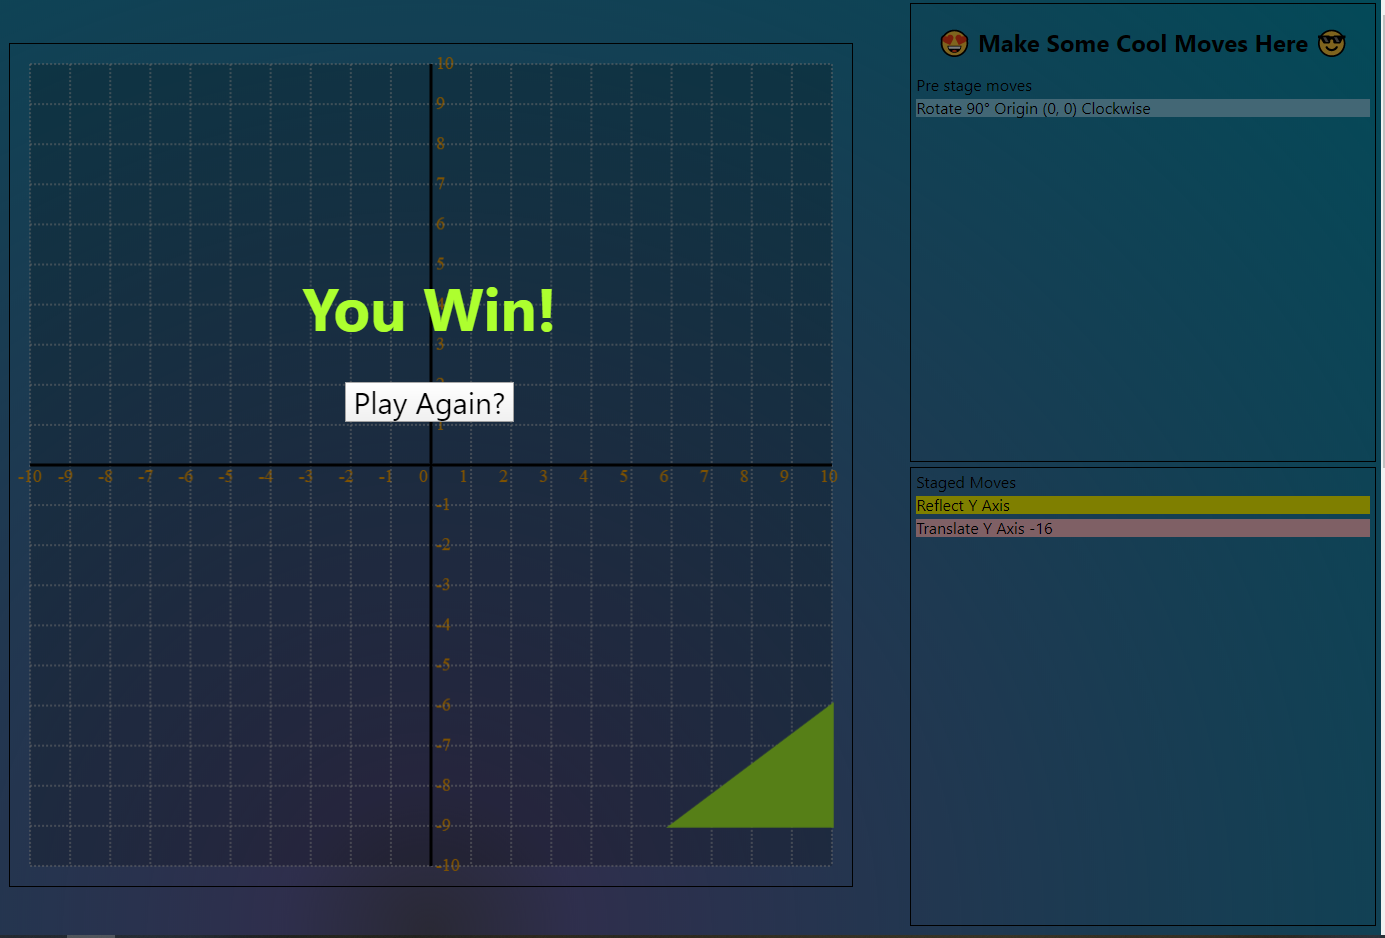 😍 Make Some Cool Moves Here 😎
Pre stage moves
Rotate 90° Origin (0, 0) Clockwise
10
9
8
7
6
5
You Win!
3
Play Again?
1
-10 -9 -8 -7 -6 -5 -4 -3 -2 -1 0 1 2 3 4 5 6 7 8 9 10
-1
-2
-3
-4
-5
-6
-7
-8
-9
-10
Staged Moves
Reflect Y Axis
Translate Y Axis -16